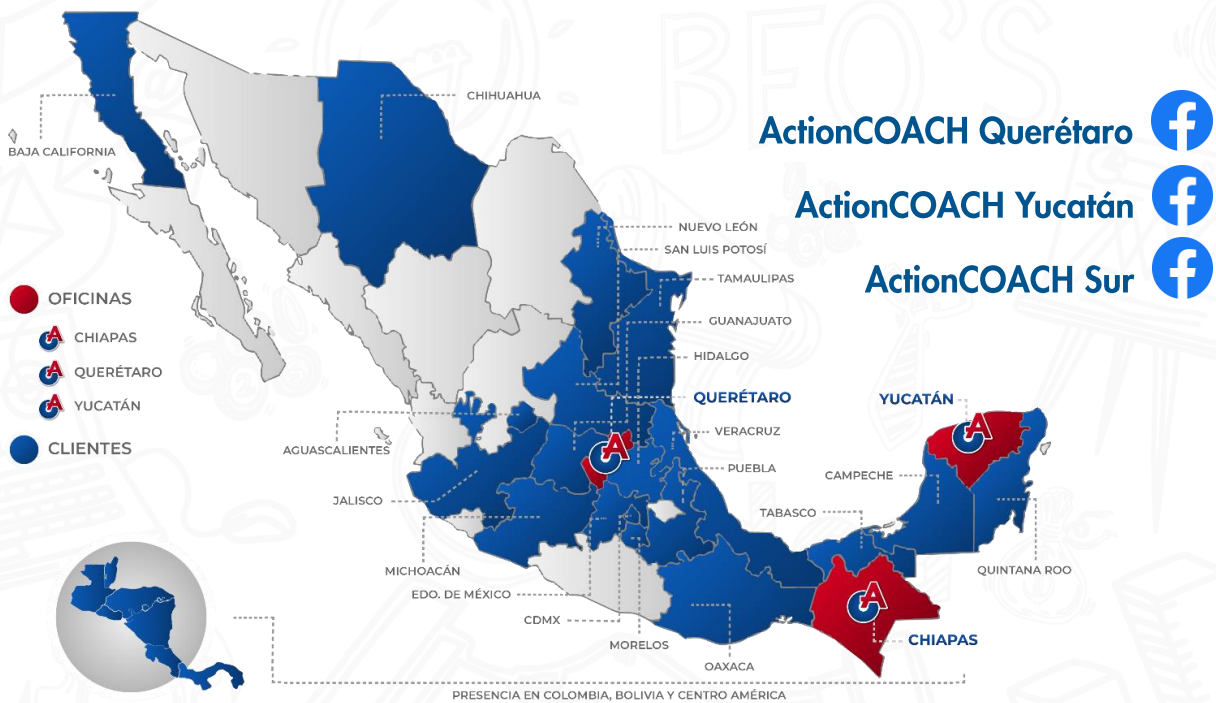 BEO'S
CHIHUAHUA
BAJA CALIFORNIA
ActionCOACH Querétaro
ActionCOACH Yucatán
ActionCOACH Sur
NUEVO LEÓN
SAN LUIS POTOSÍ
TAMAULIPAS
GUANAJUATO
HIDALGO
QUERÉTARO
VERACRUZ
PUEBLA
OFICINAS
CHIAPAS
QUERÉTARO
YUCATÁN
CLIENTES
AGUASCALIENTES
JALISCO
MICHOACÁN
EDO. DE MÉXICO
CDMX
MORELOS
OAXACA
YUCATÁN
CAMPECHE
TABASCO
QUINTANA ROO
CHIAPAS
PRESENCIA EN COLOMBIA, BOLIVIA Y CENTRO AMÉRICA